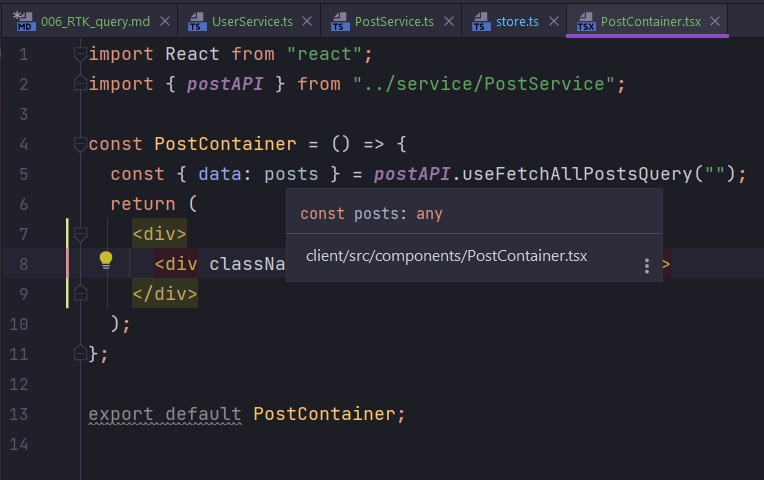 006_RTK_query.md
UserService.ts
PostService.ts
store.ts
PostContainer.tsx
1 import React from "react";
2 import { postAPI } from "../service/PostService";
3
4 const PostContainer = () => {
5 const { data: posts } = postAPI.useFetchAllPostsQuery("");
6 return (
const posts: any
7 <div>
client/src/components/PostContainer.tsx
8 <div classNa >
9 </div>
10 );
11 };
12
13 export default PostContainer;
14